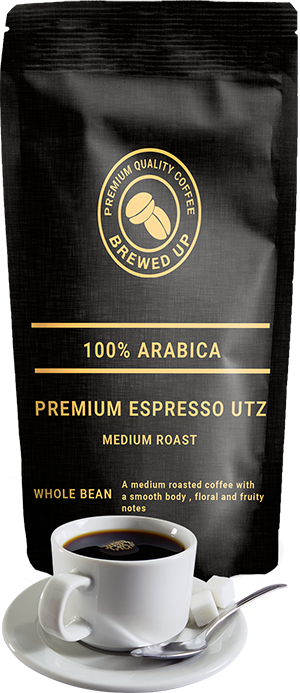 PREMIUM QUALITY COFFEE
BREWED UP
100% ARABICA
PREMIUM ESPRESSO UTZ
MEDIUM ROAST
WHOLE BEAN
A medium roasted coffee with
a smooth body , floral and fruity
notes